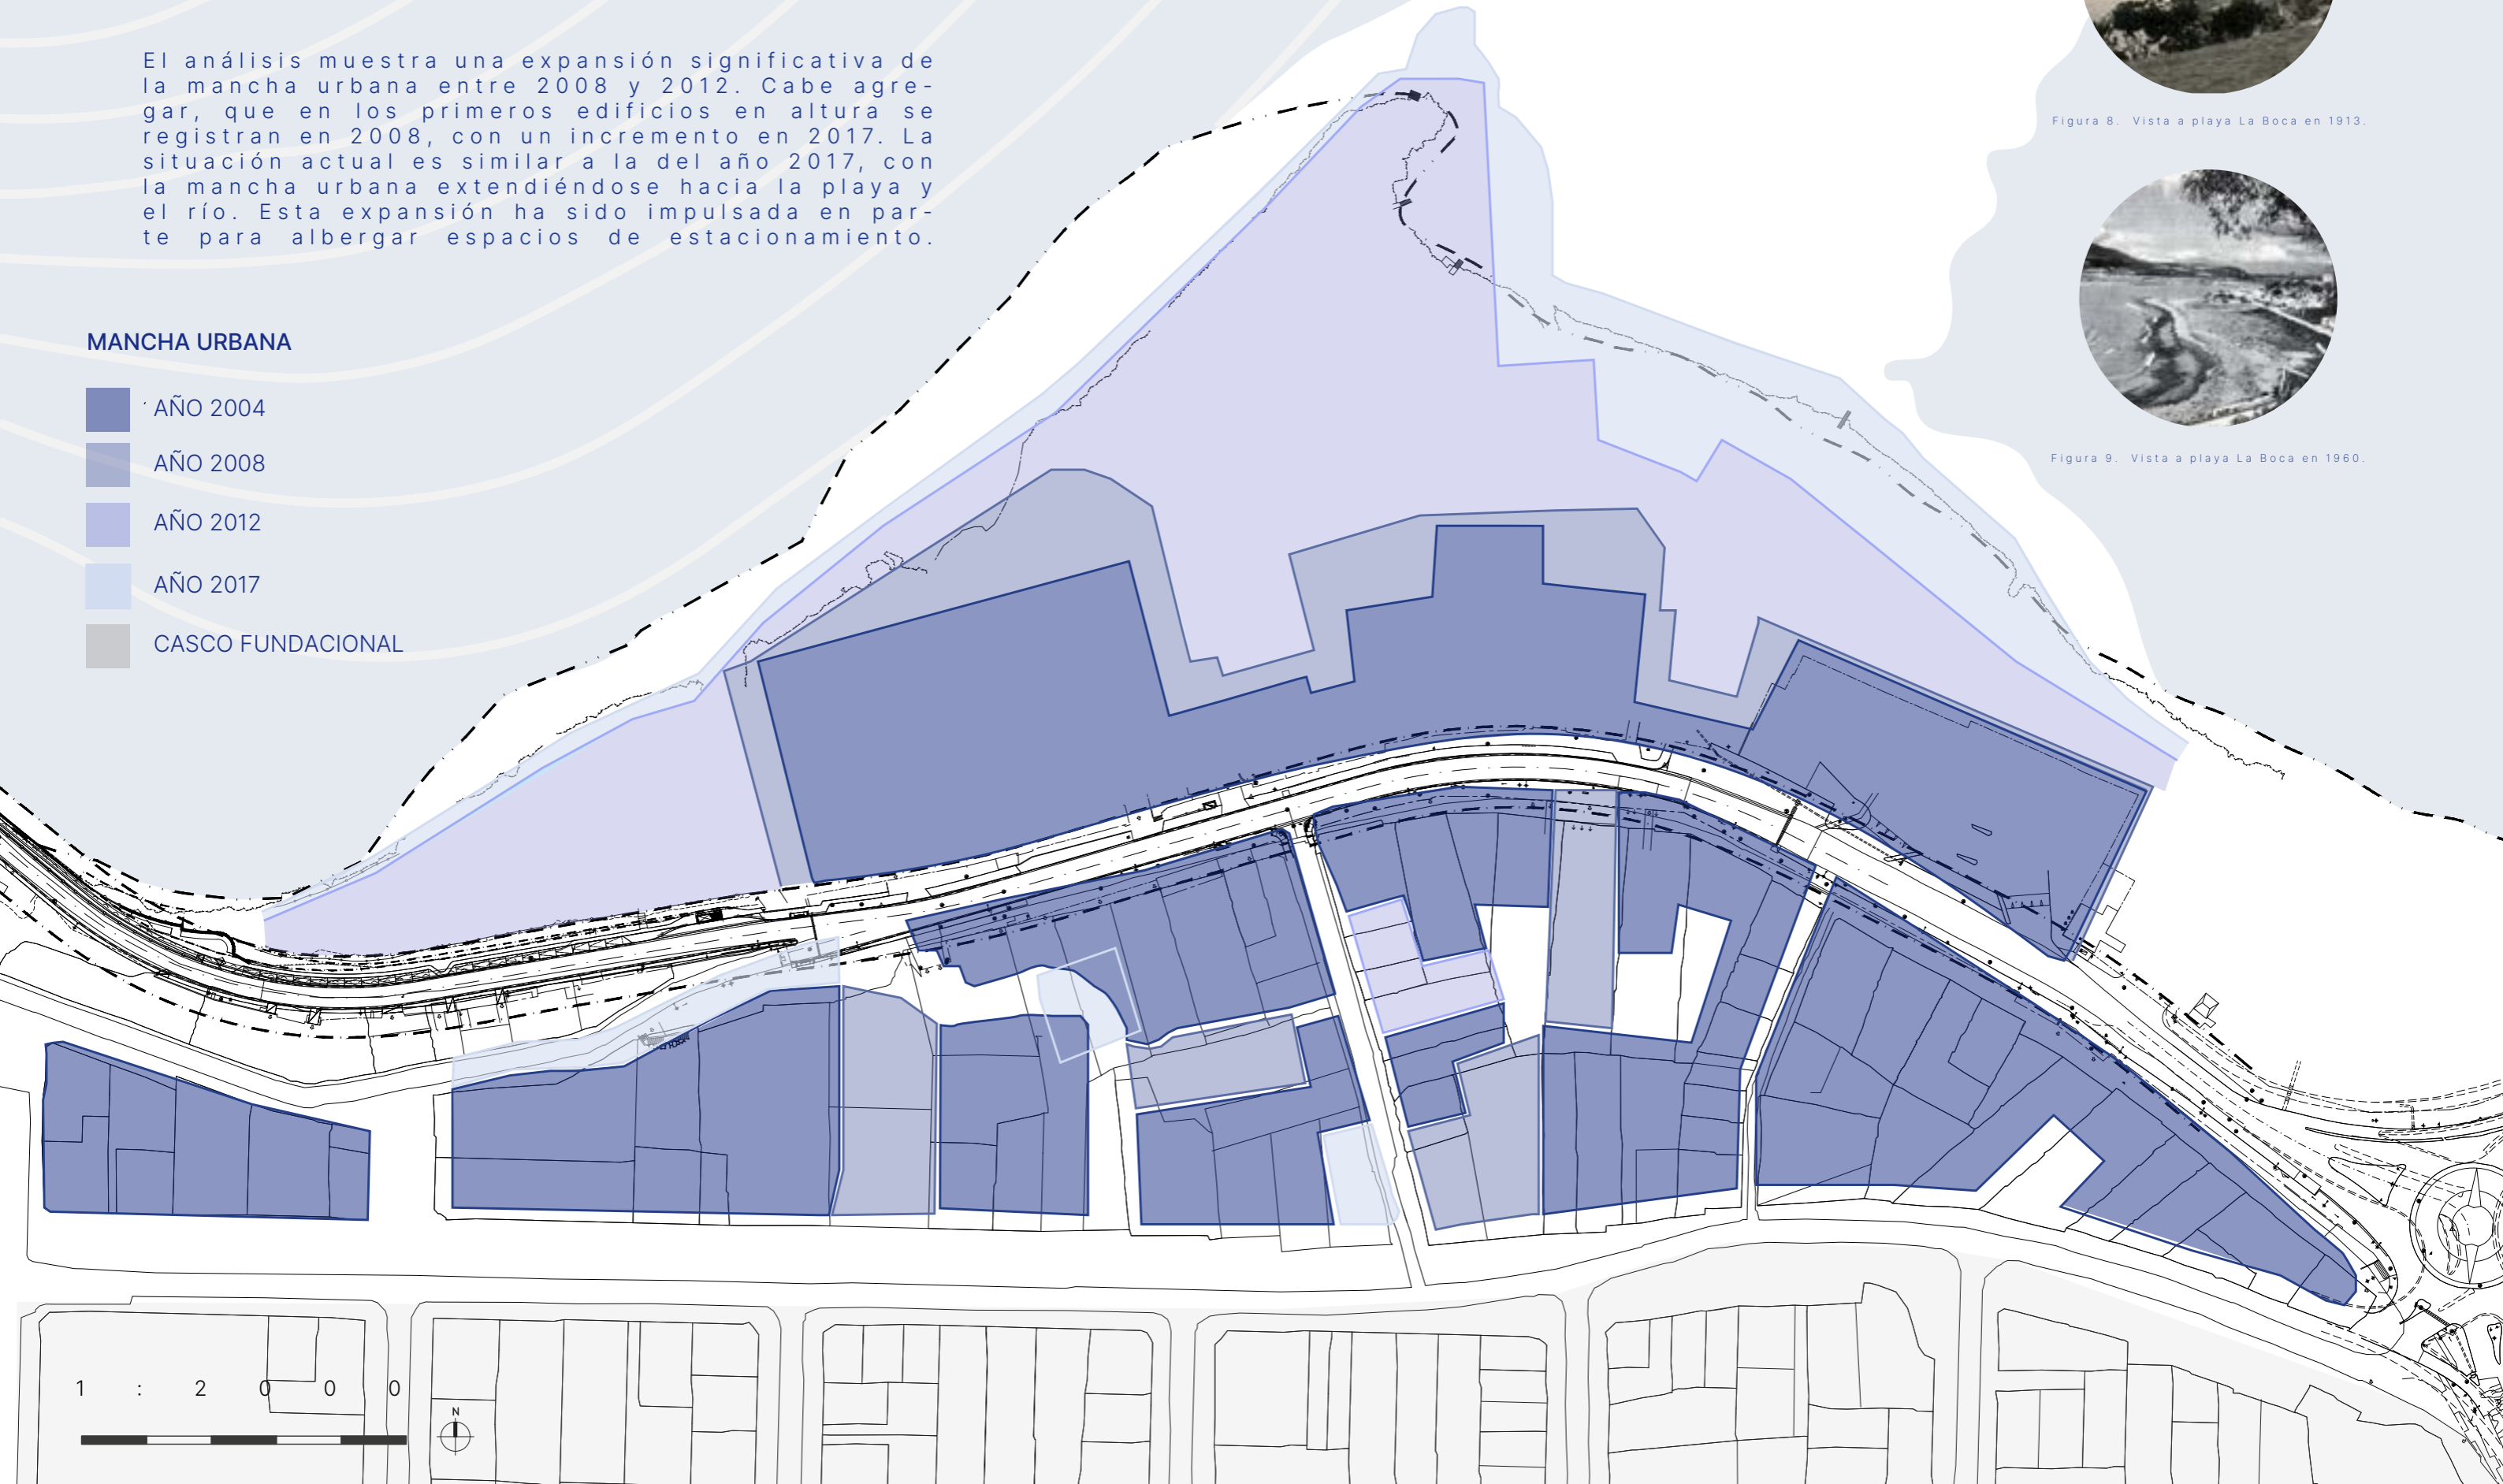 El análisis muestra una expansión significativa de
la mancha urbana entre 2008 y 2012. Cabe agre-
gar, que en los primeros edificios en altura se
registran en 2008, con un incremento en 2017. La
situación actual es similar a la del año 2017, con
la mancha urbana extendiéndose hacia la playa y
el río. Esta expansión ha sido impulsada en par-
te para albergar espacios de estacionamiento.
MANCHA URBANA
AÑO 2004
AÑO 2008
AÑO 2012
AÑO 2017
CASCO FUNDACIONAL
Figura 8. Vista a playa La Boca en 1913.
Figura 9. Vista a playa La Boca en 1960.
1 : 2 0 0 0
N